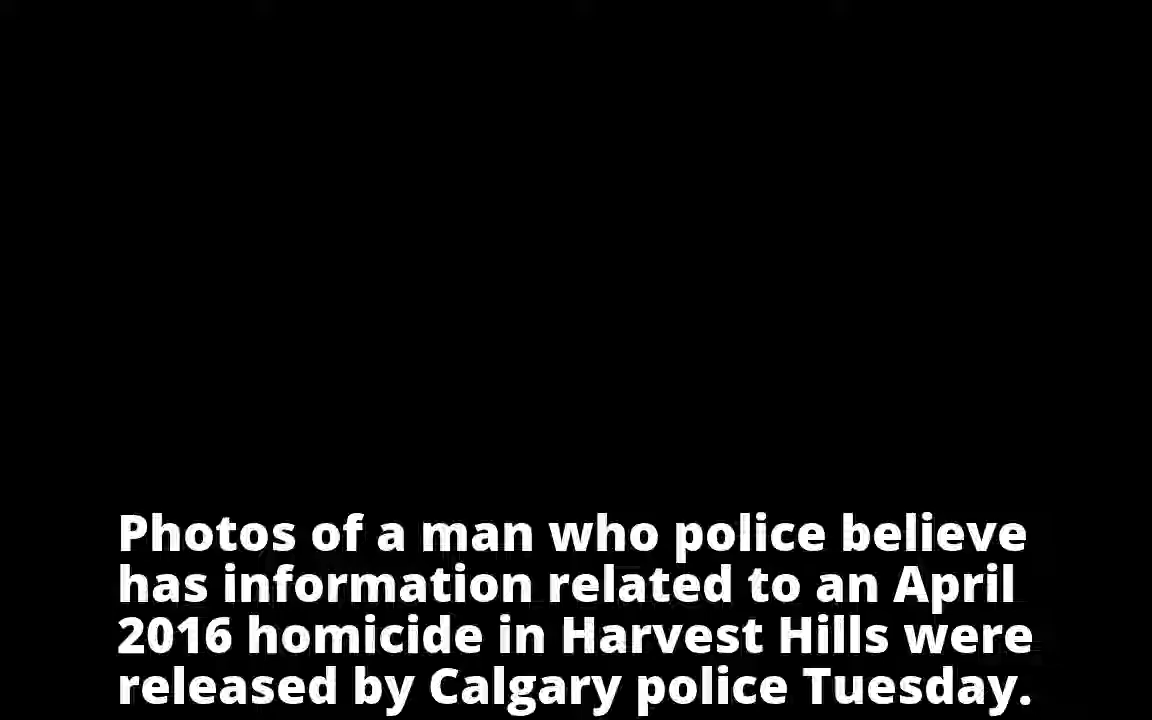 Photos of a man who police believe
has information related to an April
2016 homicide in Harvest Hills were
released by Calgary police Tuesday.